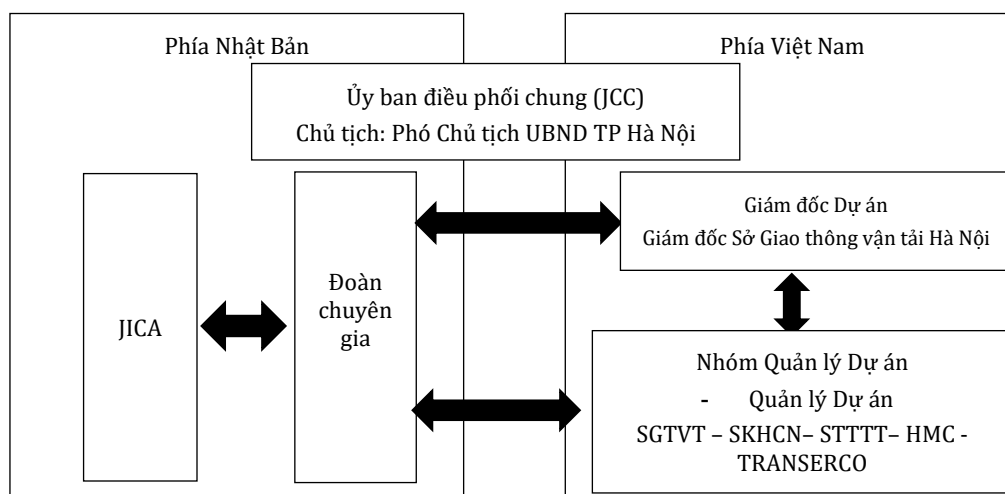 Phía Nhật Bản
Phía Việt Nam
Ủy ban điều phối chung (JCC)
Chủ tịch: Phó Chủ tịch UBND TP Hà Nội
JICA
Đoàn
chuyên
gia
Giám đốc Dự án
Giám đốc Sở Giao thông vận tải Hà Nội
Nhóm Quản lý Dự án
- Quản lý Dự án
SGTVT – SKHCN– STTTT– HMC -
TRANSERCO